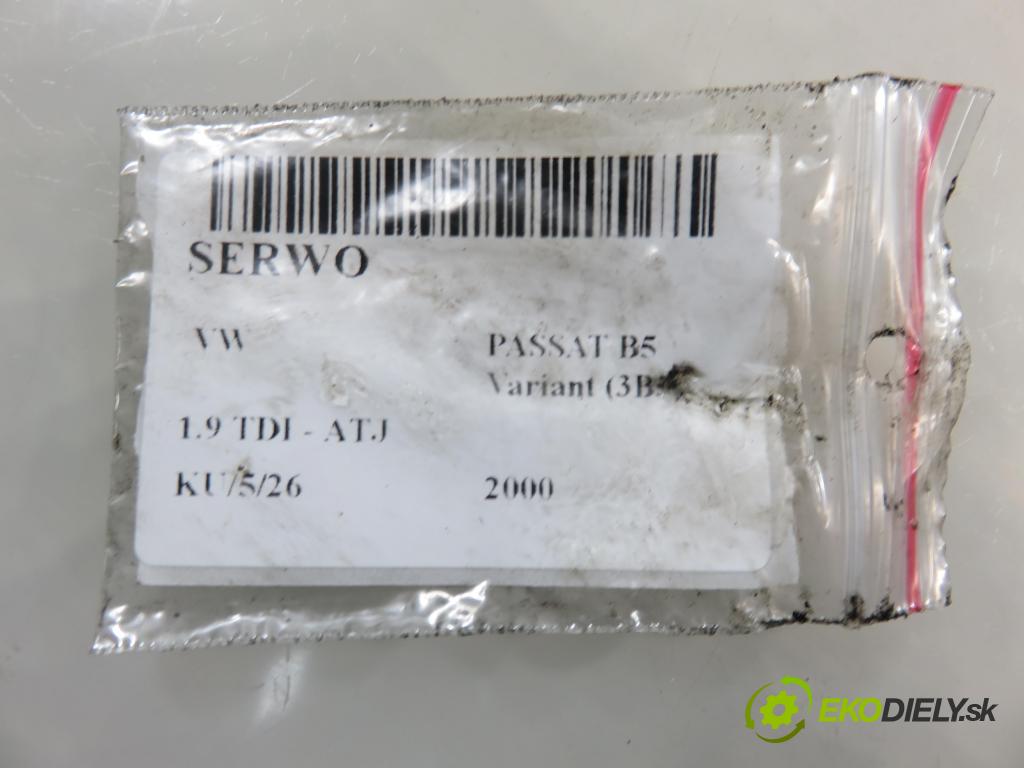 SERWO
VW PASSAT B5
Variant (3B
1.9 TDI - ATJ
KU/5/26 2000
EKODIELY.sk